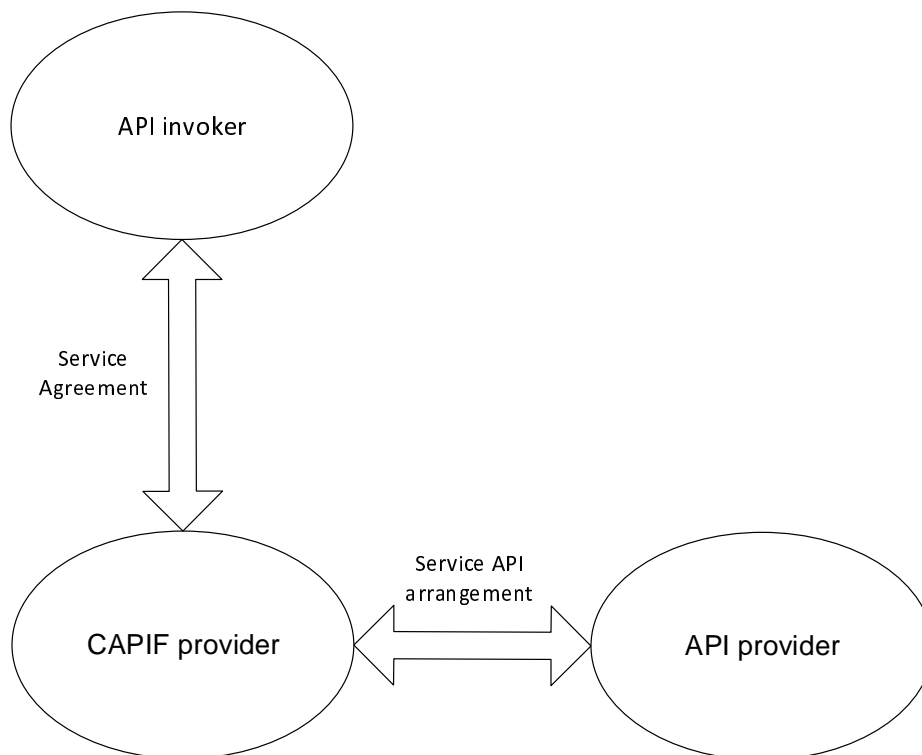 API invoker
Service
Agreement
Service API
arrangement
CAPIF provider
API provider